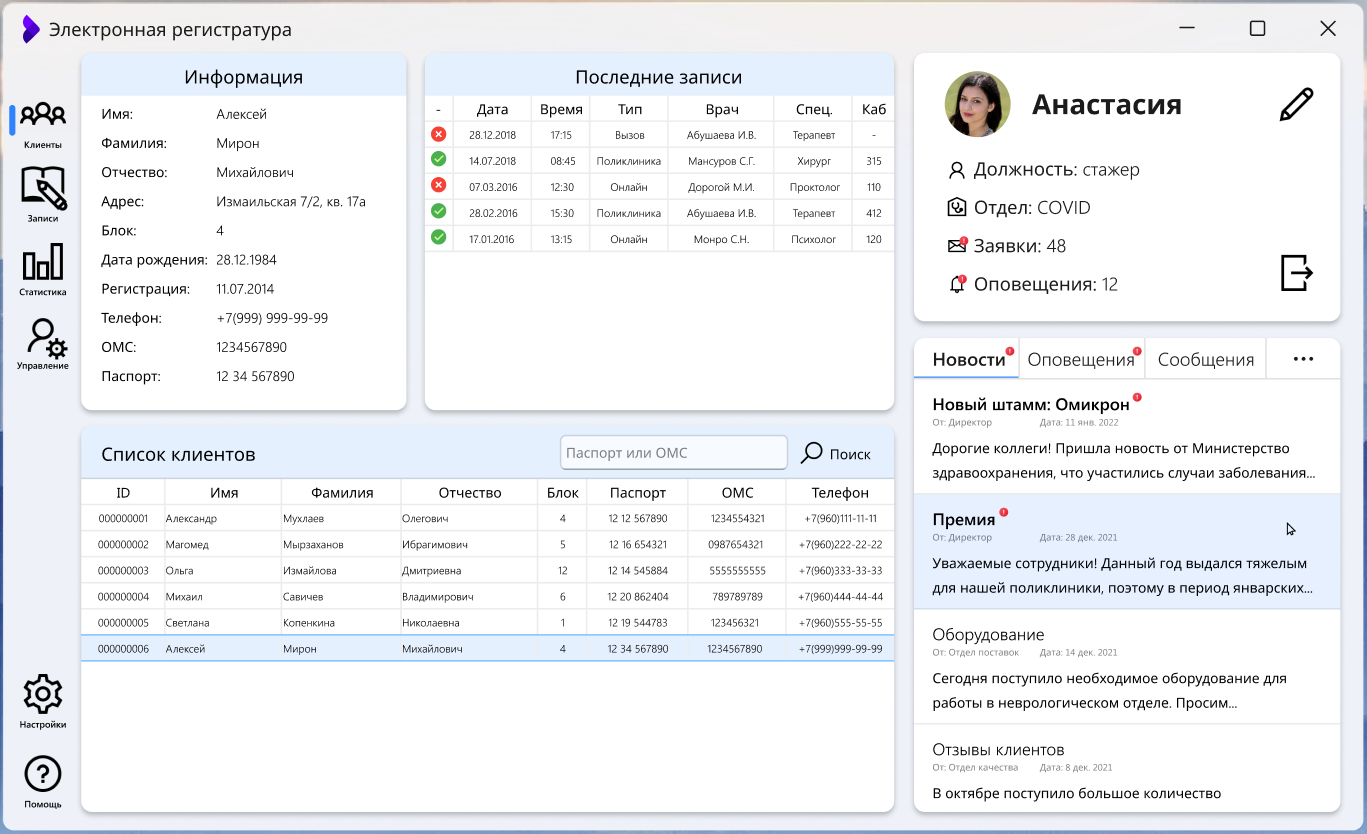 Электронная регистратура
Клиенты
Записи
Статистика
Управление
Настройки
Помощь
Информация
Имя: Алексей
Фамилия: Мирон
Отчество: Михайлович
Адрес: Измаильская 7/2, кв. 17а
Блок: 4
Дата рождения: 28.12.1984
Регистрация: 11.07.2014
Телефон: +7(999) 999-99-99
ОМС: 1234567890
Паспорт: 12 34 567890
Последние записи
- Дата Время Тип Врач Спец. Каб
28.12.2018 17:15 Вызов Абушаева И.В. Терапевт -
14.07.2018 08:45 Поликлиника Мансуров С.Г. Хирург 315
07.03.2016 12:30 Онлайн Дорогой М.И. Проктолог 110
28.02.2016 15:30 Поликлиника Абушаева И.В. Терапевт 412
17.01.2016 13:15 Онлайн Монро С.Н. Психолог 120
Список клиентов
Паспорт или ОМС
Поиск
ID Имя Фамилия Отчество Блок Паспорт ОМС Телефон
000000001 Александр Мухлаев Олегович 4 12 12 567890 1234554321 +7(960)111-11-11
000000002 Магомед Мырзаханов Ибрагимович 5 12 16 654321 0987654321 +7(960)222-22-22
000000003 Ольга Измайлова Дмитриевна 12 12 14 545884 5555555555 +7(960)333-33-33
000000004 Михаил Савичев Владимирович 6 12 20 862404 789789789 +7(960)444-44-44
000000005 Светлана Копенкина Николаевна 1 12 19 544783 123456321 +7(960)555-55-55
000000006 Алексей Мирон Михайлович 4 12 34 567890 1234567890 +7(999)999-99-99
Анастасия
Должность: стажер
Отдел: COVID
Заявки: 48
Оповещения: 12
Новости Оповещения Сообщения ...
Новый штамм: Омикрон
От: Директор Дата: 11 янв. 2022
Дорогие коллеги! Пришла новость от Министерство
здравоохранения, что участились случаи заболевания...
Премия
От: Директор Дата: 28 дек. 2021
Уважаемые сотрудники! Данный год выдался тяжелым
для нашей поликлиники, поэтому в период январских...
Оборудование
От: Отдел поставок Дата: 14 дек. 2021
Сегодня поступило необходимое оборудование для
работы в неврологическом отделе. Просим...
Отзывы клиентов
От: Отдел качества Дата: 8 дек. 2021
В октябре поступило большое количество